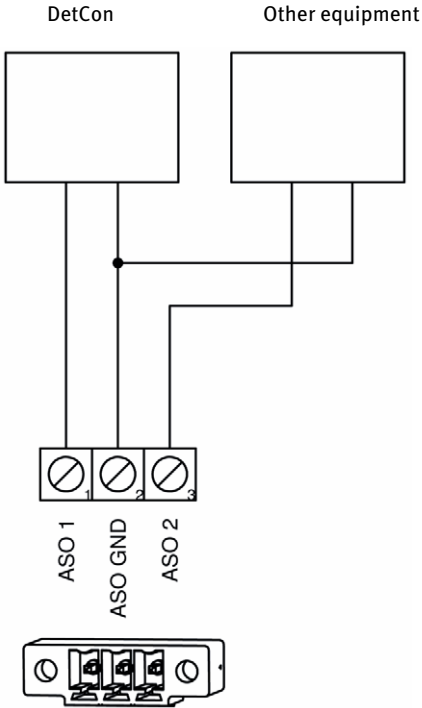 DetCon Other equipment
1 2 3
ASO 1
ASO GND
ASO 2